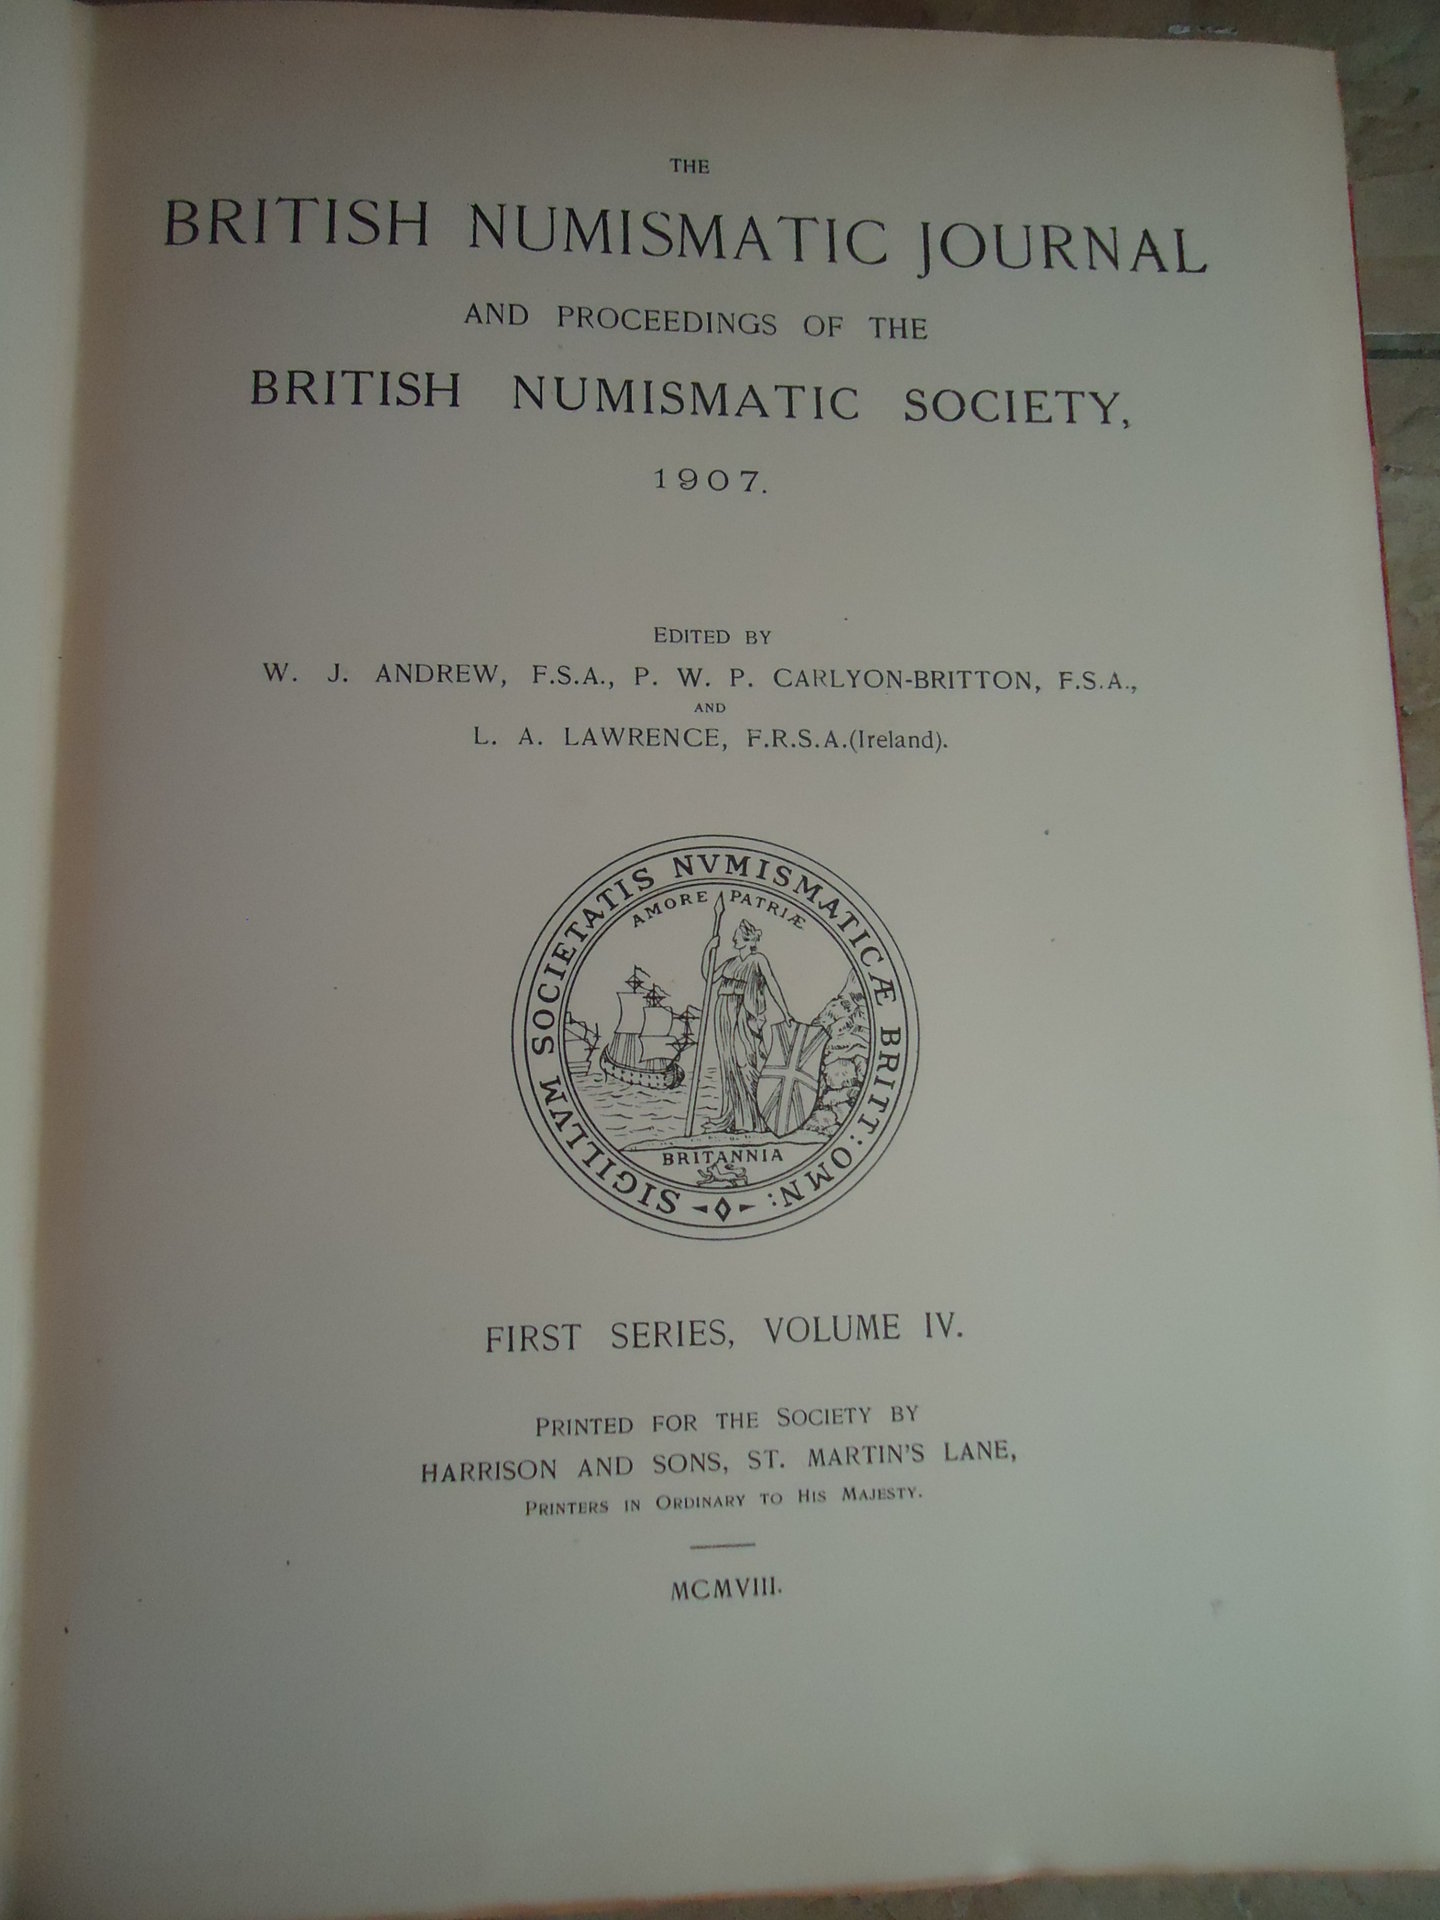 THE
BRITISH NUMISMATIC JOURNAL
AND PROCEEDINGS OF THE
BRITISH NUMISMATIC SOCIETY,
1907.
EDITED BY
W. J. ANDREW, F.S.A., P. W. P. CARLYON-BRITTON, F.S.A.,
AND
L. A. LAWRENCE, F.R.S.A.(Ireland).
SIGILLVM SOCIETATIS NVMISMATICÆ BRITT: OMN:
AMORE PATRIÆ
BRITANNIA
FIRST SERIES, VOLUME IV.
PRINTED FOR THE SOCIETY BY
HARRISON AND SONS, ST. MARTIN'S LANE,
PRINTERS IN ORDINARY TO HIS MAJESTY.
MCMVIII.